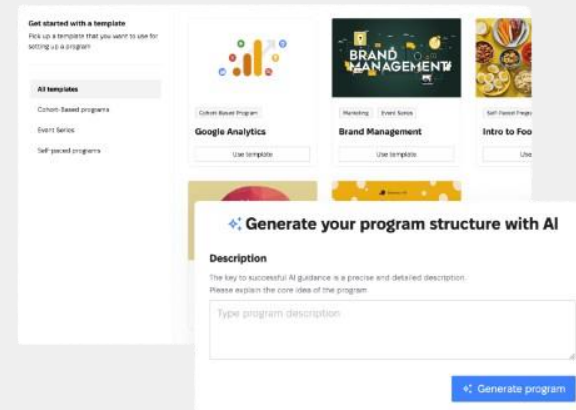 Get started with a template
Pick up a template that you want to use for
setting up a program
All templates
Cohort-Based programs
Event Series
Self-paced programs
Cohort-Based Program
Google Analytics
Use template
BRAND
MANAGEMENT
Marketing
Event Series
Brand Management
Use template
Self-Paced
Intro to Foo
Use
Generate your program structure with AI
Description
The key to successful AI guidance is a precise and detailed description.
Please explain the core idea of the program
Type program description
Generate program